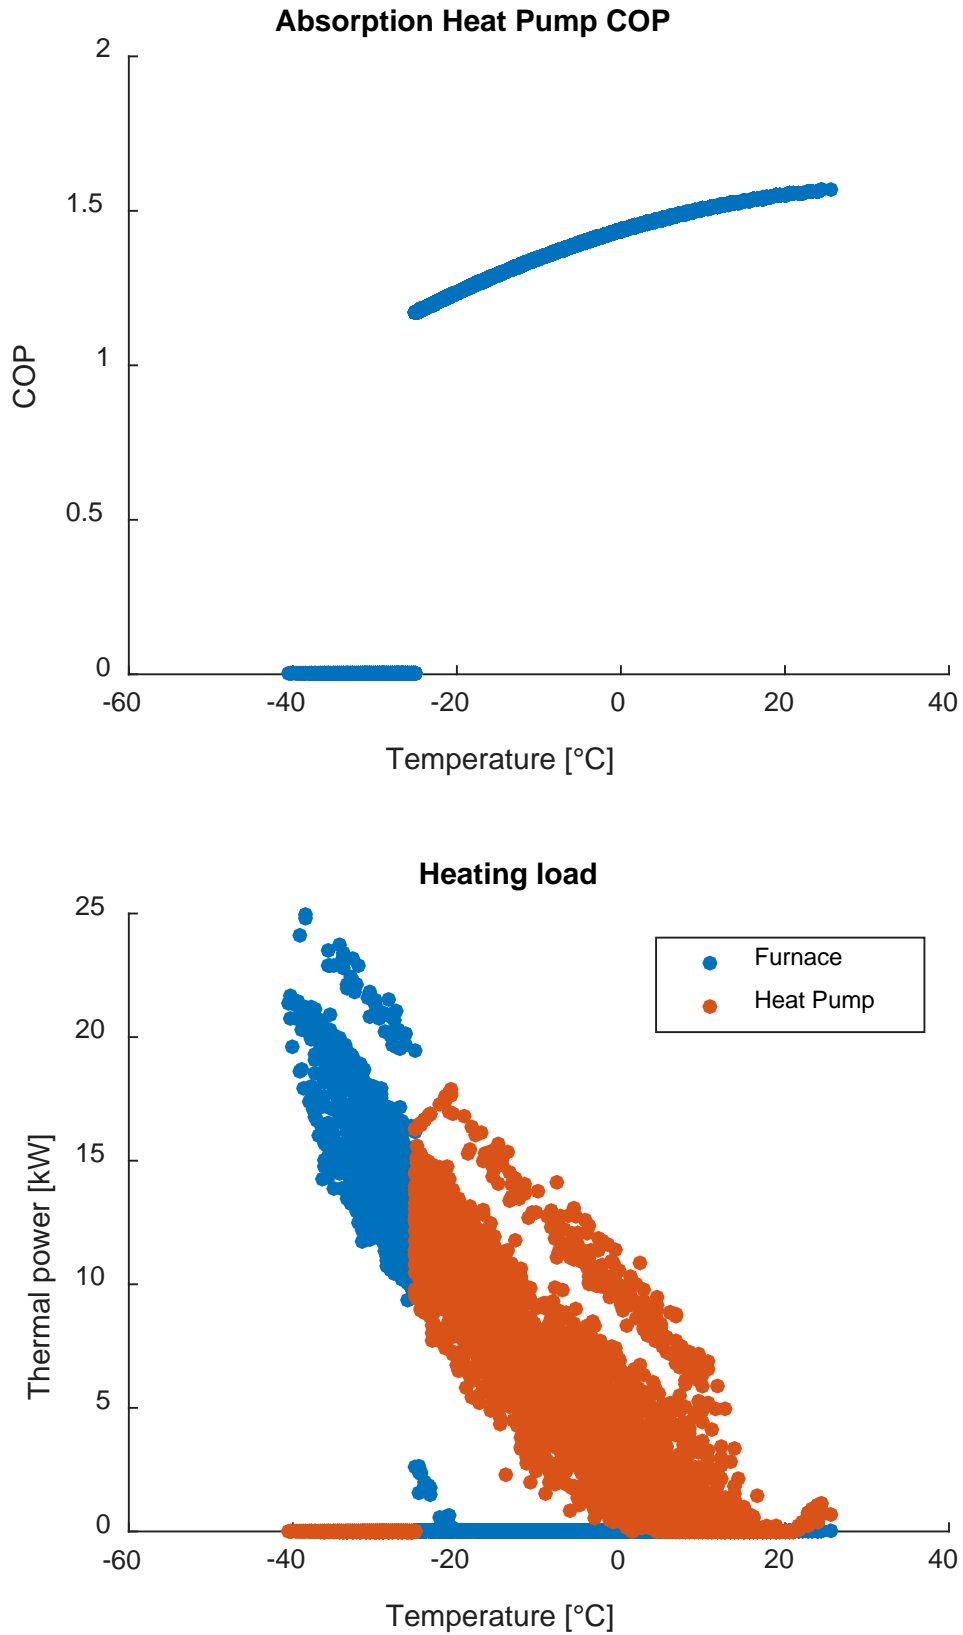 Absorption Heat Pump COP
2
1.5
1
0.5
0
COP
-60 -40 -20 0 20 40
Temperature [°C]
Heating load
25
20
15
10
5
0
Thermal power [kW]
Furnace
Heat Pump
-60 -40 -20 0 20 40
Temperature [°C]